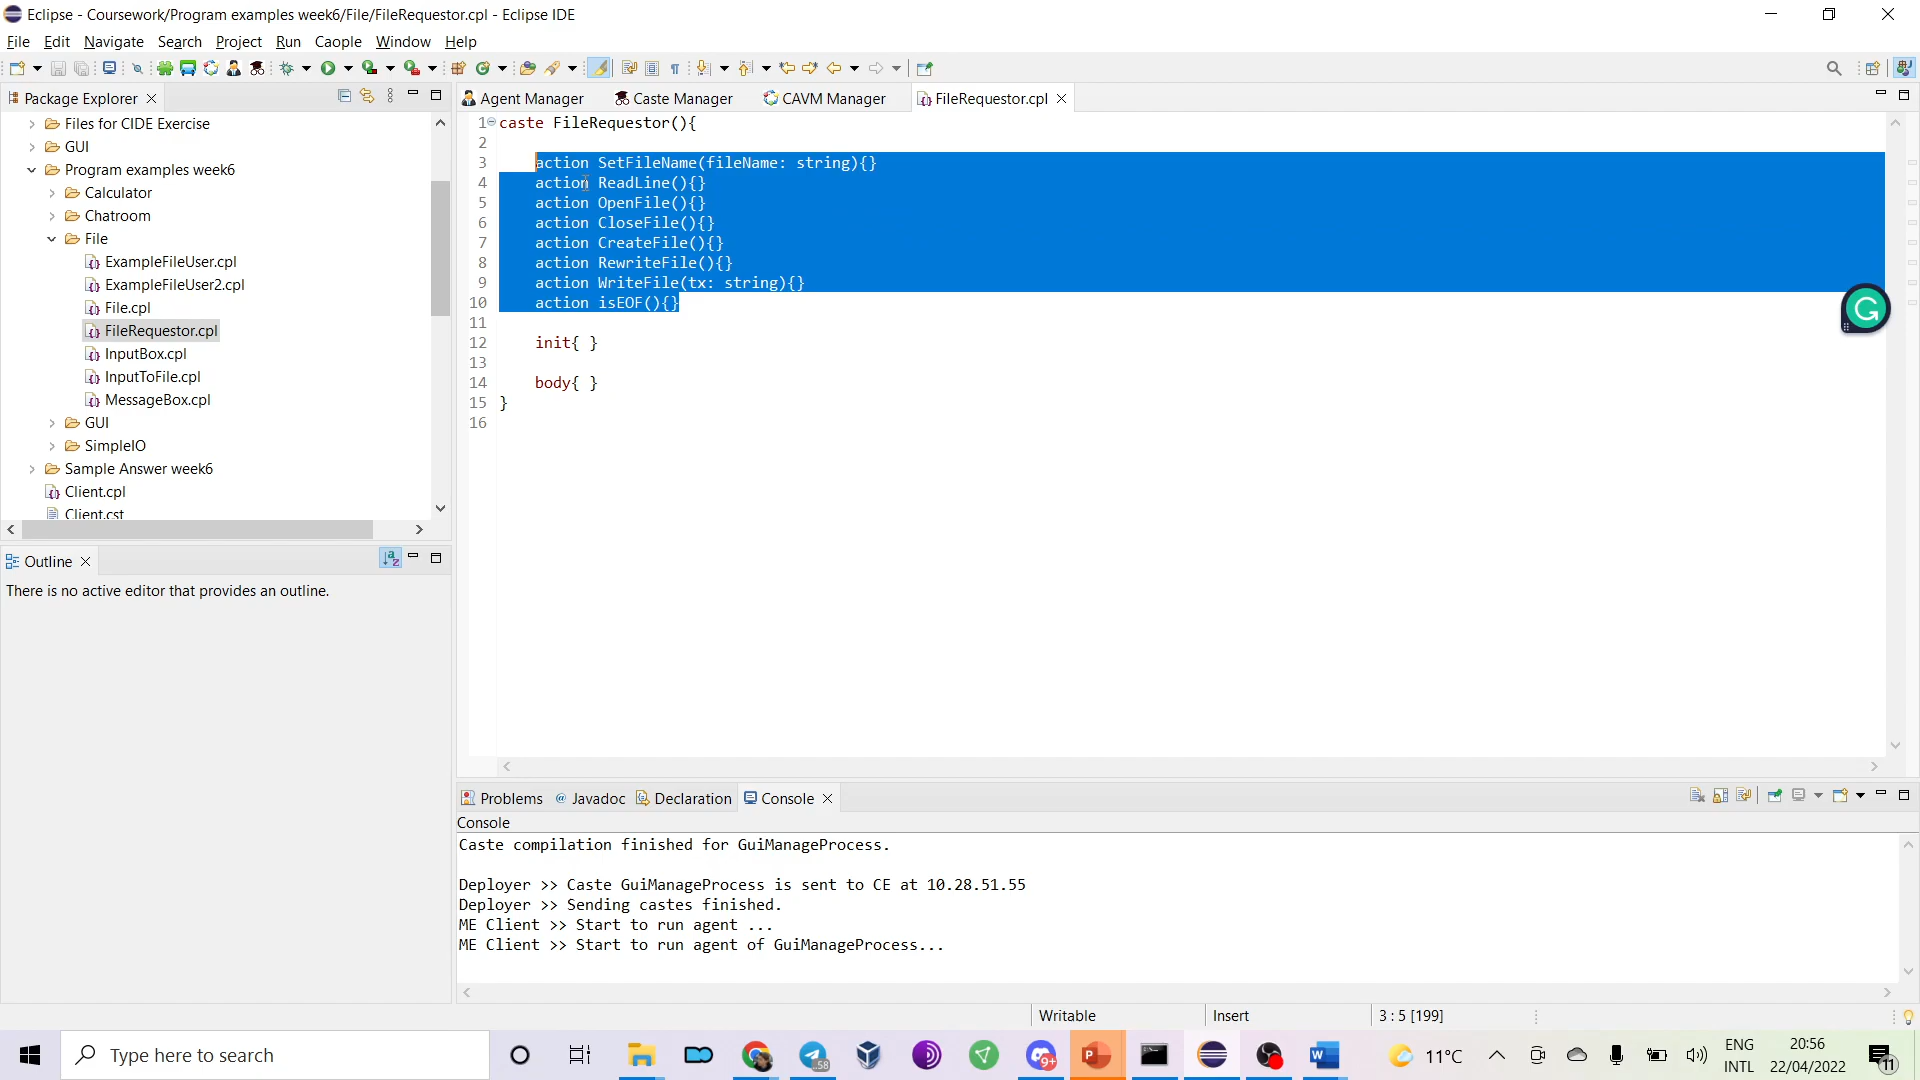 Eclipse - Coursework/Program examples week6/File/FileRequestor.cpl - Eclipse IDE
File Edit Navigate Search Project Run Caople Window Help
Package Explorer
Files for CIDE Exercise
GUI
Program examples week6
Calculator
Chatroom
File
ExampleFileUser.cpl
ExampleFileUser2.cpl
File.cpl
FileRequestor.cpl
InputBox.cpl
InputToFile.cpl
MessageBox.cpl
GUI
SimpleIO
Sample Answer week6
Client.cpl
Client.cst
Outline
There is no active editor that provides an outline.
Agent Manager Caste Manager CAVM Manager FileRequestor.cpl
1 caste FileRequestor(){
2
3 action SetFileName(fileName: string){}
4 action ReadLine(){}
5 action OpenFile(){}
6 action CloseFile(){}
7 action CreateFile(){}
8 action RewriteFile(){}
9 action WriteFile(tx: string){}
10 action isEOF(){}
11
12 init{ }
13
14 body{ }
15 }
16
Problems Javadoc Declaration Console
Console
Caste compilation finished for GuiManageProcess.
Deployer >> Caste GuiManageProcess is sent to CE at 10.28.51.55
Deployer >> Sending castes finished.
ME Client >> Start to run agent ...
ME Client >> Start to run agent of GuiManageProcess...
Writable Insert 3 : 5 [199]
Type here to search
58
9+
11°C
ENG
INTL
20:56
22/04/2022
11